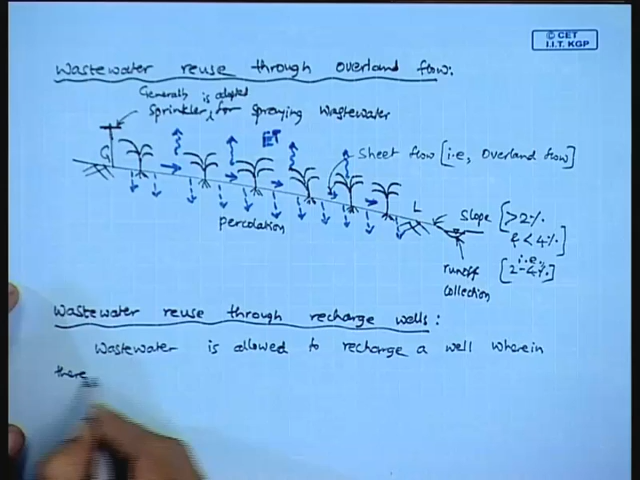 © CET
I.I.T. KGP
Wastewater reuse through overland flow:
Generally is adopted
Sprinkler for Spraying Wastewater
G
ET
Sheet flow [i.e., Overland flow]
L
Slope [>2%
& <4%]
i.e.,
[2-4%]
percolation
runoff
collection
Wastewater reuse through recharge wells:
Wastewater is allowed to recharge a well wherein
there